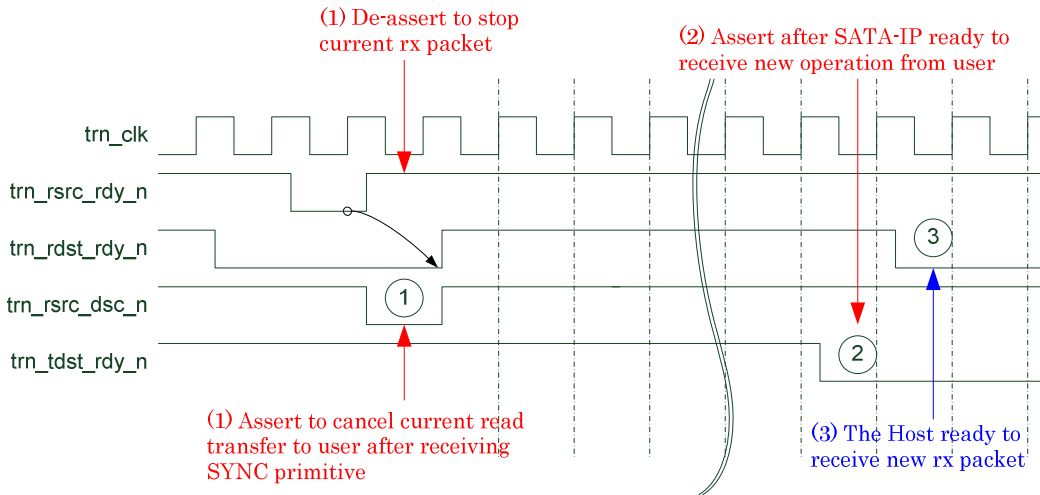 (1) De-assert to stop
current rx packet
(2) Assert after SATA-IP ready to
receive new operation from user
trn_clk
trn_rsrc_rdy_n
trn_rdst_rdy_n
3
trn_rsrc_dsc_n
1
trn_tdst_rdy_n
2
(1) Assert to cancel current read
transfer to user after receiving
SYNC primitive
(3) The Host ready to
receive new rx packet